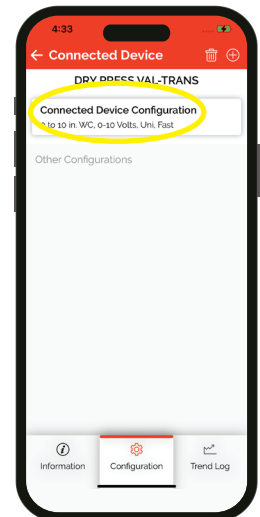 4:33
Connected Device
DRY PRESS VAL-TRANS
Connected Device Configuration
0 to 10 in. WC, 0-10 Volts, Uni, Fast
Other Configurations
Information Configuration Trend Log